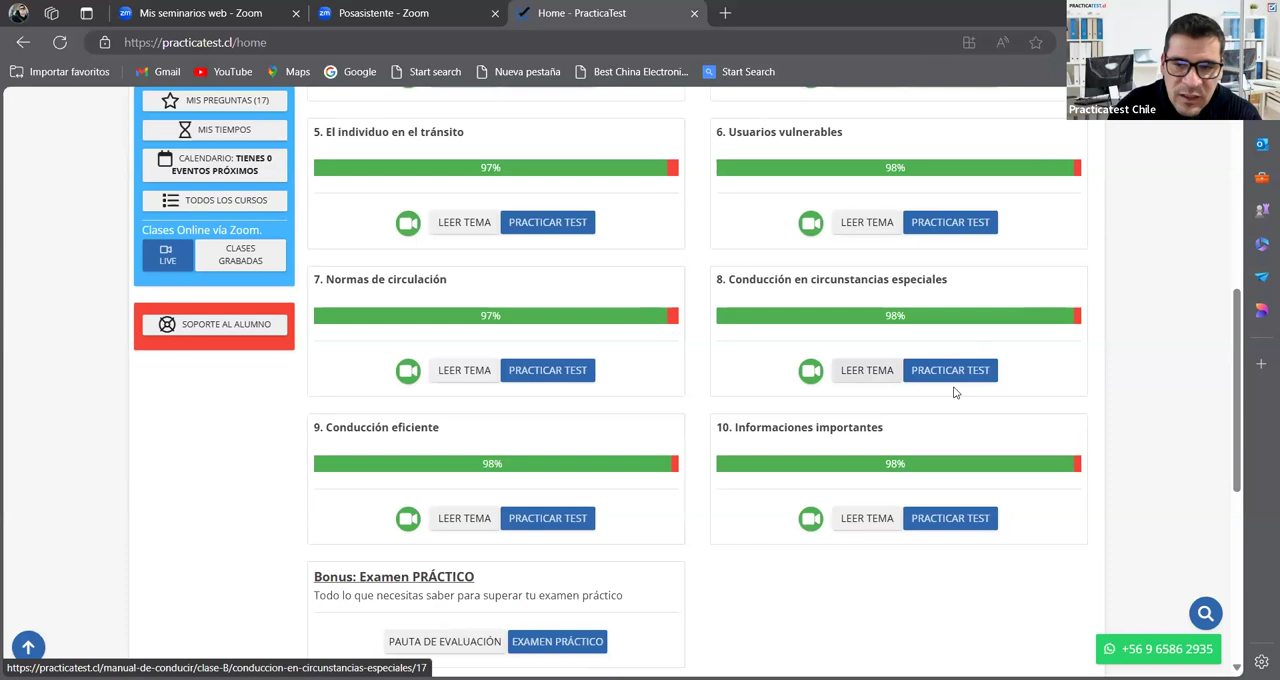 Mis seminarios web - Zoom
Posasistente - Zoom
Home - PracticaTest
https://practicatest.cl/home
Importar favoritos
Gmail
YouTube
Maps
Google
Start search
Nueva pestaña
Best China Electroni...
Start Search
PRACTICATEST.cl
Practicatest Chile
MIS PREGUNTAS (17)
MIS TIEMPOS
CALENDARIO: TIENES 0
EVENTOS PRÓXIMOS
TODOS LOS CURSOS
Clases Online vía Zoom.
LIVE
CLASES
GRABADAS
SOPORTE AL ALUMNO
5. El individuo en el tránsito
97%
LEER TEMA
PRACTICAR TEST
6. Usuarios vulnerables
98%
LEER TEMA
PRACTICAR TEST
7. Normas de circulación
97%
LEER TEMA
PRACTICAR TEST
8. Conducción en circunstancias especiales
98%
LEER TEMA
PRACTICAR TEST
9. Conducción eficiente
98%
LEER TEMA
PRACTICAR TEST
10. Informaciones importantes
98%
LEER TEMA
PRACTICAR TEST
Bonus: Examen PRÁCTICO
Todo lo que necesitas saber para superar tu examen práctico
PAUTA DE EVALUACIÓN
EXAMEN PRÁCTICO
+56 9 6586 2935
https://practicatest.cl/manual-de-conducir/clase-B/conduccion-en-circunstancias-especiales/17